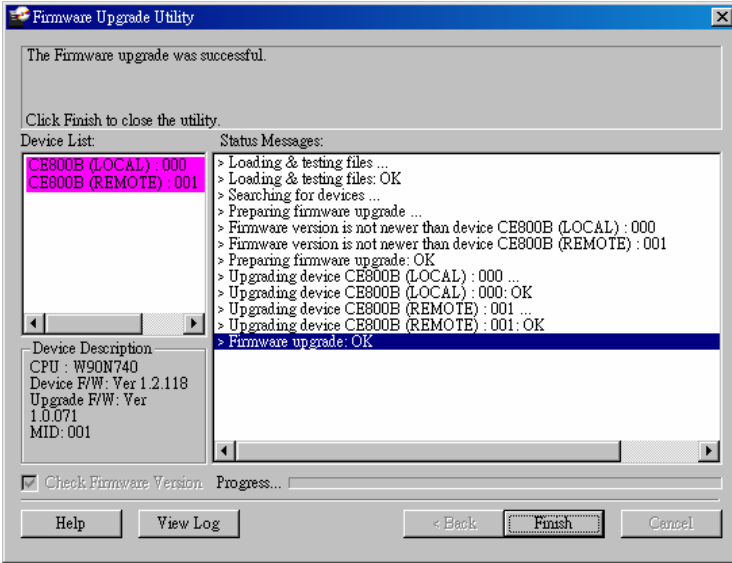 Firmware Upgrade Utility
The Firmware upgrade was successful.
Click Finish to close the utility.
Device List:
CE800B (LOCAL) : 000
CE800B (REMOTE) : 001
Status Messages:
> Loading & testing files ...
> Loading & testing files: OK
> Searching for devices ...
> Preparing firmware upgrade ...
> Firmware version is not newer than device CE800B (LOCAL) : 000
> Firmware version is not newer than device CE800B (REMOTE) : 001
> Preparing firmware upgrade: OK
> Upgrading device CE800B (LOCAL) : 000 ...
> Upgrading device CE800B (LOCAL) : 000: OK
> Upgrading device CE800B (REMOTE) : 001 ...
> Upgrading device CE800B (REMOTE) : 001: OK
> Firmware upgrade: OK
Device Description
CPU : W90N740
Device F/W: Ver 1.2.118
Upgrade F/W: Ver
1.0.071
MID: 001
Check Firmware Version
Progress...
Help
View Log
< Back
Finish
Cancel